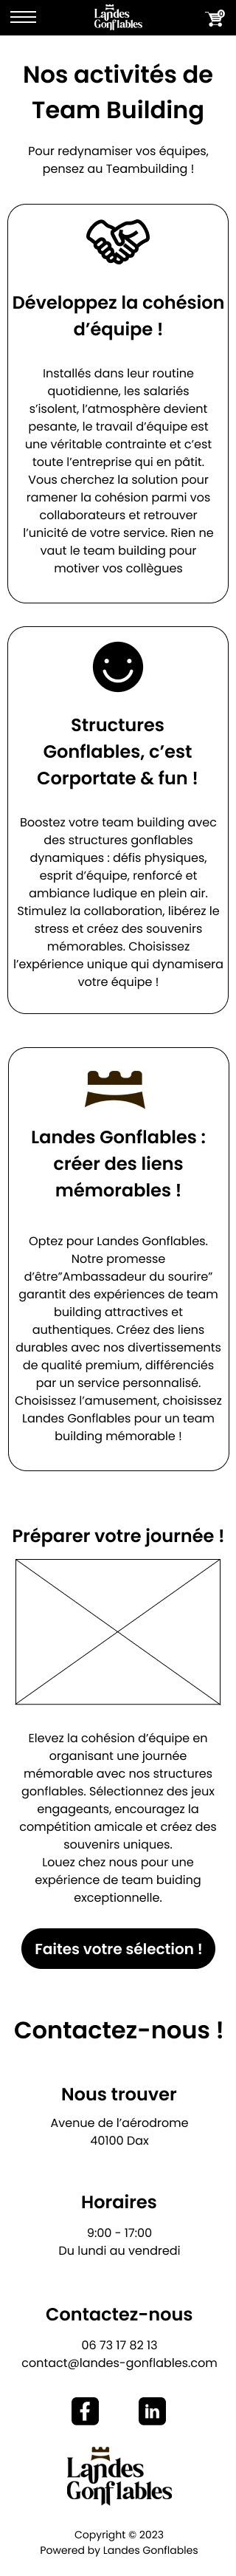 Landes
Gonflables
0
Nos activités de
Team Building
Pour redynamiser vos équipes,
pensez au Teambuilding !
Développez la cohésion
d’équipe !
Installés dans leur routine
quotidienne, les salariés
s’isolent, l’atmosphère devient
pesante, le travail d’équipe est
une véritable contrainte et c’est
toute l’entreprise qui en pâtit.
Vous cherchez la solution pour
ramener la cohésion parmi vos
collaborateurs et retrouver
l’unicité de votre service. Rien ne
vaut le team building pour
motiver vos collègues
Structures
Gonflables, c’est
Corportate & fun !
Boostez votre team building avec
des structures gonflables
dynamiques : défis physiques,
esprit d’équipe, renforcé et
ambiance ludique en plein air.
Stimulez la collaboration, libérez le
stress et créez des souvenirs
mémorables. Choisissez
l’expérience unique qui dynamisera
votre équipe !
Landes Gonflables :
créer des liens
mémorables !
Optez pour Landes Gonflables.
Notre promesse
d’être”Ambassadeur du sourire”
garantit des expériences de team
building attractives et
authentiques. Créez des liens
durables avec nos divertissements
de qualité premium, différenciés
par un service personnalisé.
Choisissez l’amusement, choisissez
Landes Gonflables pour un team
building mémorable !
Préparer votre journée !
Elevez la cohésion d’équipe en
organisant une journée
mémorable avec nos structures
gonflables. Sélectionnez des jeux
engageants, encouragez la
compétition amicale et créez des
souvenirs uniques.
Louez chez nous pour une
expérience de team buiding
exceptionnelle.
Faites votre sélection !
Contactez-nous !
Nous trouver
Avenue de l’aérodrome
40100 Dax
Horaires
9:00 - 17:00
Du lundi au vendredi
Contactez-nous
06 73 17 82 13
contact@landes-gonflables.com
f in
Landes
Gonflables
Copyright © 2023
Powered by Landes Gonflables